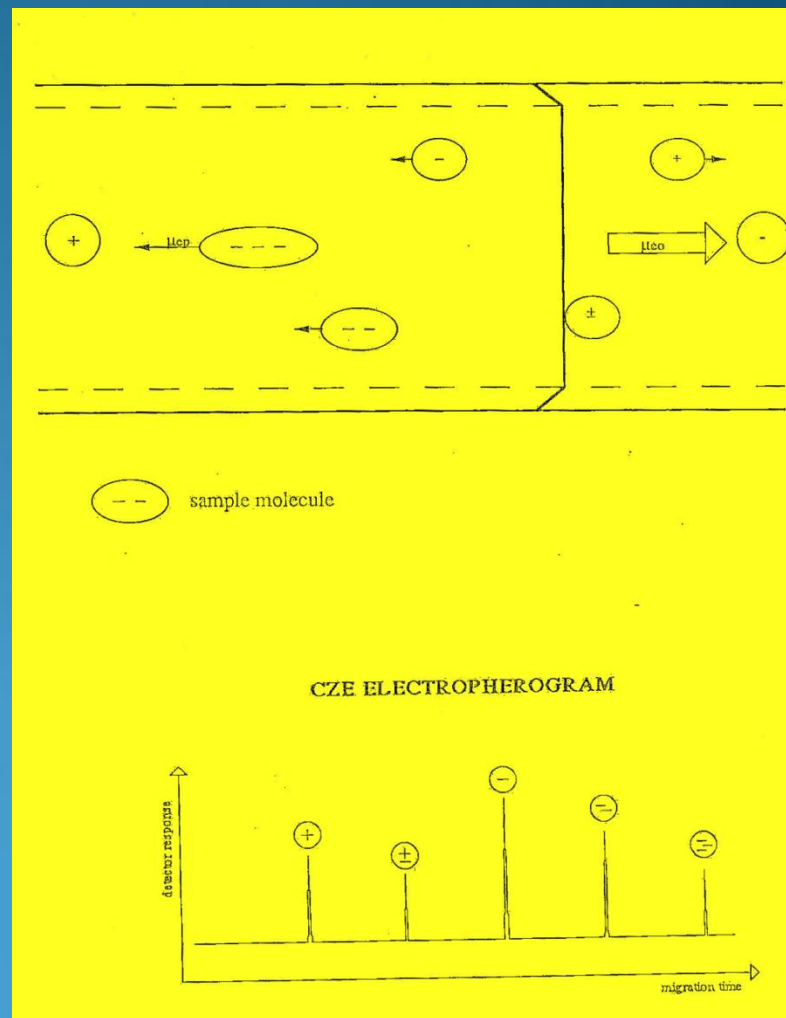 -
+
+
μep
- - -
μeo
-
±
- -
- -
sample molecule
CZE ELECTROPHEROGRAM
detector response
+
±
-
- -
- - -
migration time